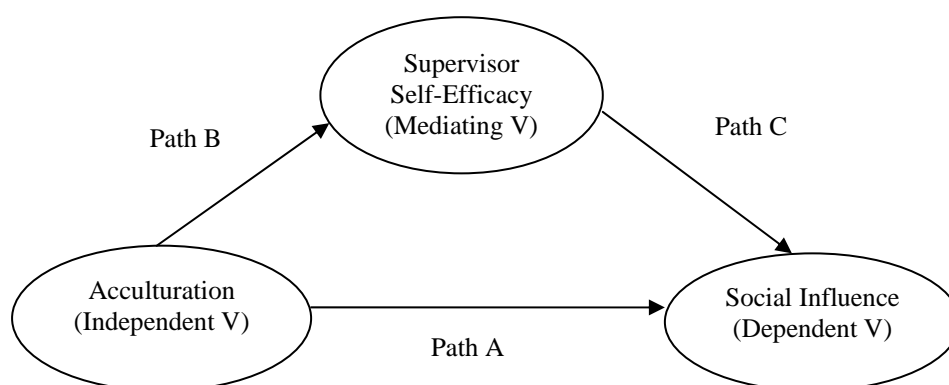 Supervisor
Self-Efficacy
(Mediating V)
Path B
Path C
Acculturation
(Independent V)
Social Influence
(Dependent V)
Path A